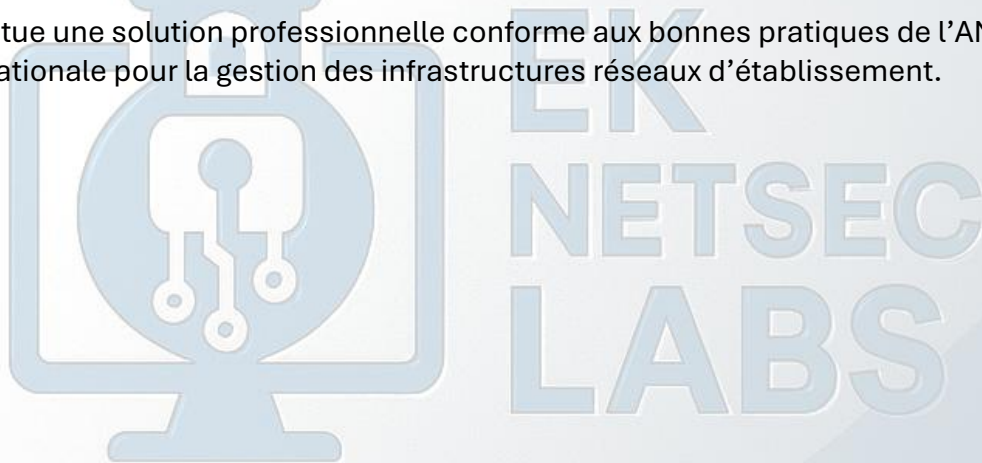 tue une solution professionnelle conforme aux bonnes pratiques de l’AN
ationale pour la gestion des infrastructures réseaux d’établissement.
EK
NETSEC
LABS